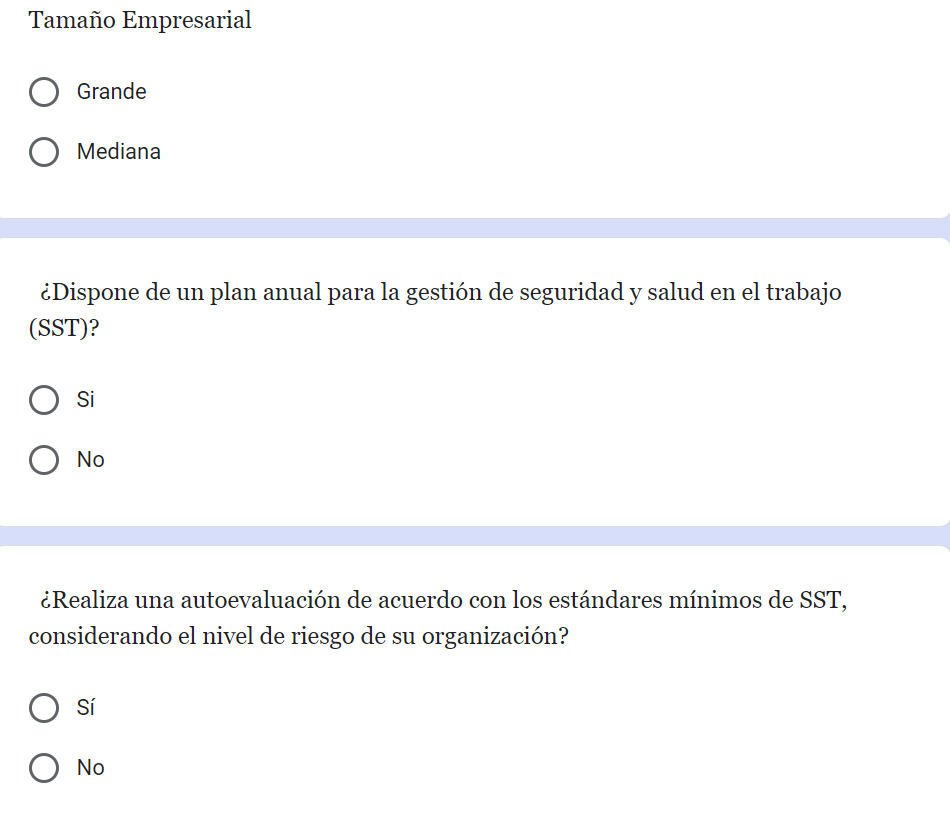 Tamaño Empresarial
Grande
Mediana
¿Dispone de un plan anual para la gestión de seguridad y salud en el trabajo
(SST)?
Si
No
¿Realiza una autoevaluación de acuerdo con los estándares mínimos de SST,
considerando el nivel de riesgo de su organización?
Sí
No